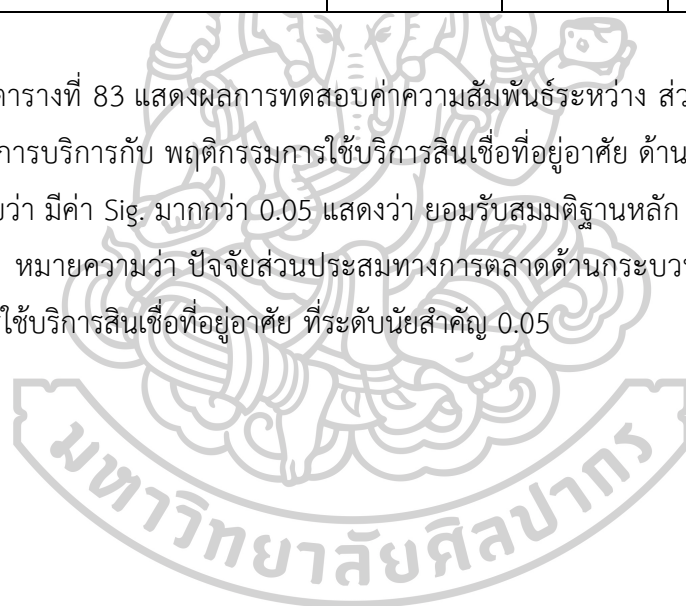 ตารางที่ 83 แสดงผลการทดสอบค่าความสัมพันธ์ระหว่าง ส่ว
การบริการกับ พฤติกรรมการใช้บริการสินเชื่อที่อยู่อาศัย ด้าน
ว่า มีค่า Sig. มากกว่า 0.05 แสดงว่า ยอมรับสมมติฐานหลัก
หมายความว่า ปัจจัยส่วนประสมทางการตลาดด้านกระบว
ใช้บริการสินเชื่อที่อยู่อาศัย ที่ระดับนัยสำคัญ 0.05
มหาวิทยาลัยศิลปากร